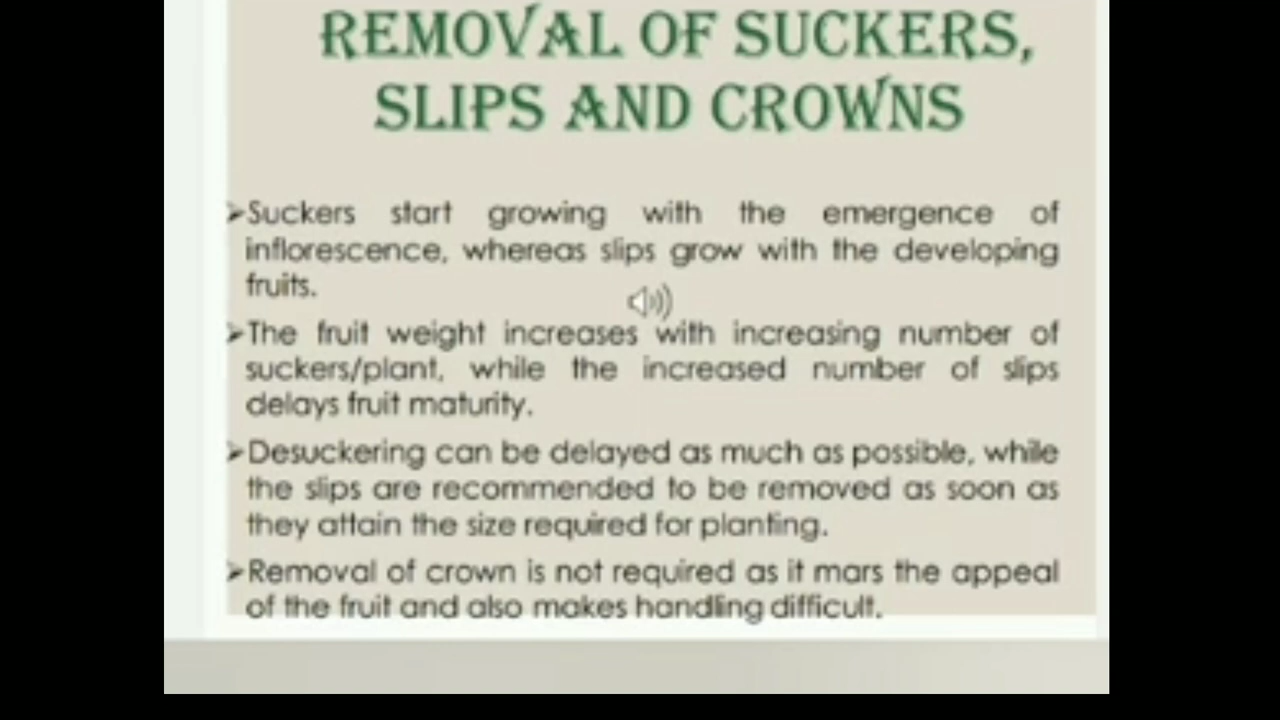 REMOVAL OF SUCKERS,
SLIPS AND CROWNS
➢Suckers start growing with the emergence of
inflorescence, whereas slips grow with the developing
fruits.
➢The fruit weight increases with increasing number of
suckers/plant, while the increased number of slips
delays fruit maturity.
➢Desuckering can be delayed as much as possible, while
the slips are recommended to be removed as soon as
they attain the size required for planting.
➢Removal of crown is not required as it mars the appeal
of the fruit and also makes handling difficult.